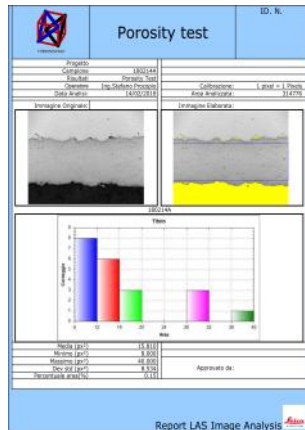 ID. N.
Porosity test
Progetto
Campione 180214A
Risultati Porosity Test
Operatore Ing.Stefano Procopio
Data Analisi 14/02/2018
Calibrazione: 1 pixel = 1 Pixels
Area Analizzata: 314776
Immagine Originale:
Immagine Elaborata:
180214A
Titolo
Conteggio
Media (px²) 15.810
Minimo (px²) 8.000
Massimo (px²) 40.000
Dev std (px²) 8.536
Percentuale area(%) 0.15
Approvato da:
Report LAS Image Analysis
Leica